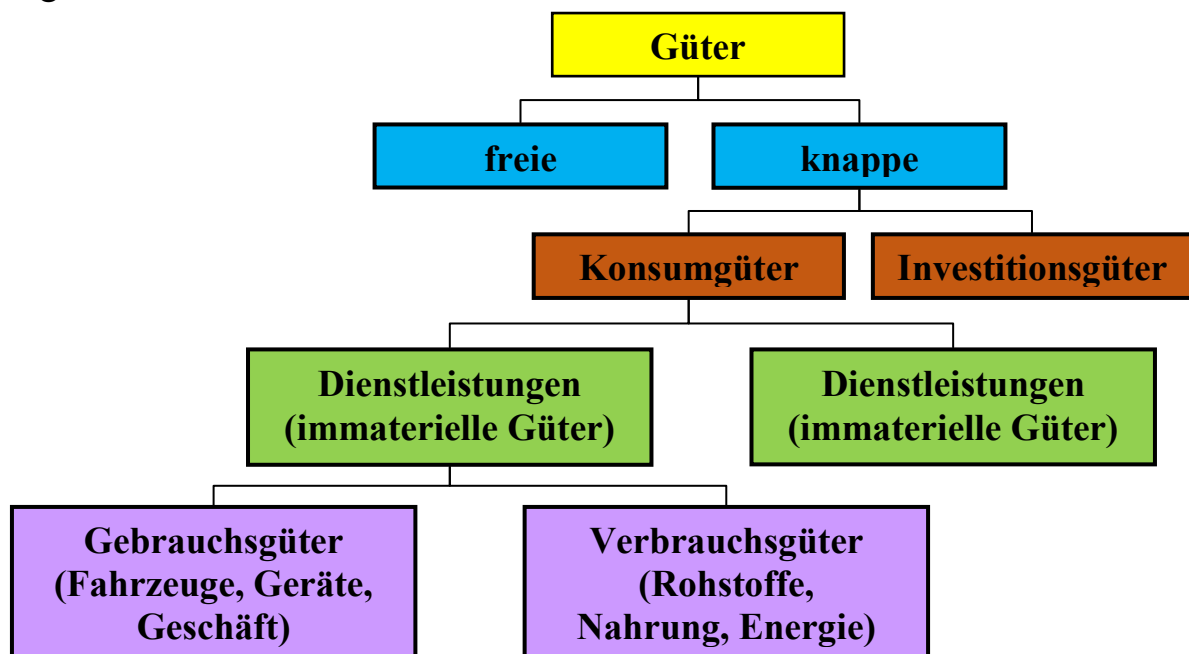 Güter
freie
knappe
Konsumgüter
Investitionsgüter
Dienstleistungen
(immaterielle Güter)
Dienstleistungen
(immaterielle Güter)
Gebrauchsgüter
(Fahrzeuge, Geräte,
Geschäft)
Verbrauchsgüter
(Rohstoffe,
Nahrung, Energie)